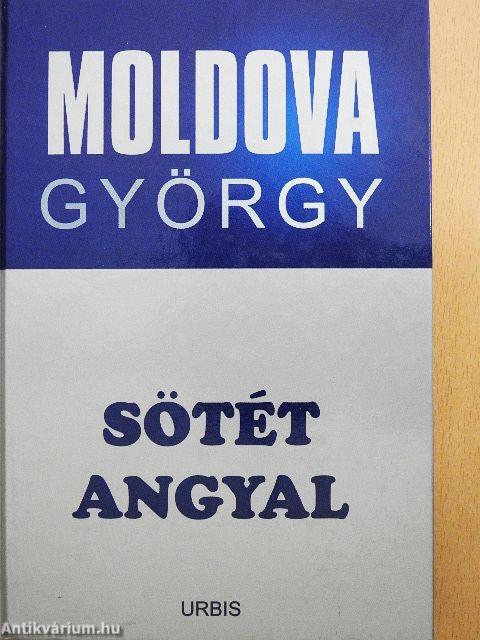 MOLDOVA
GYÖRGY
SÖTÉT
ANGYAL
URBIS
Antikvárium.hu